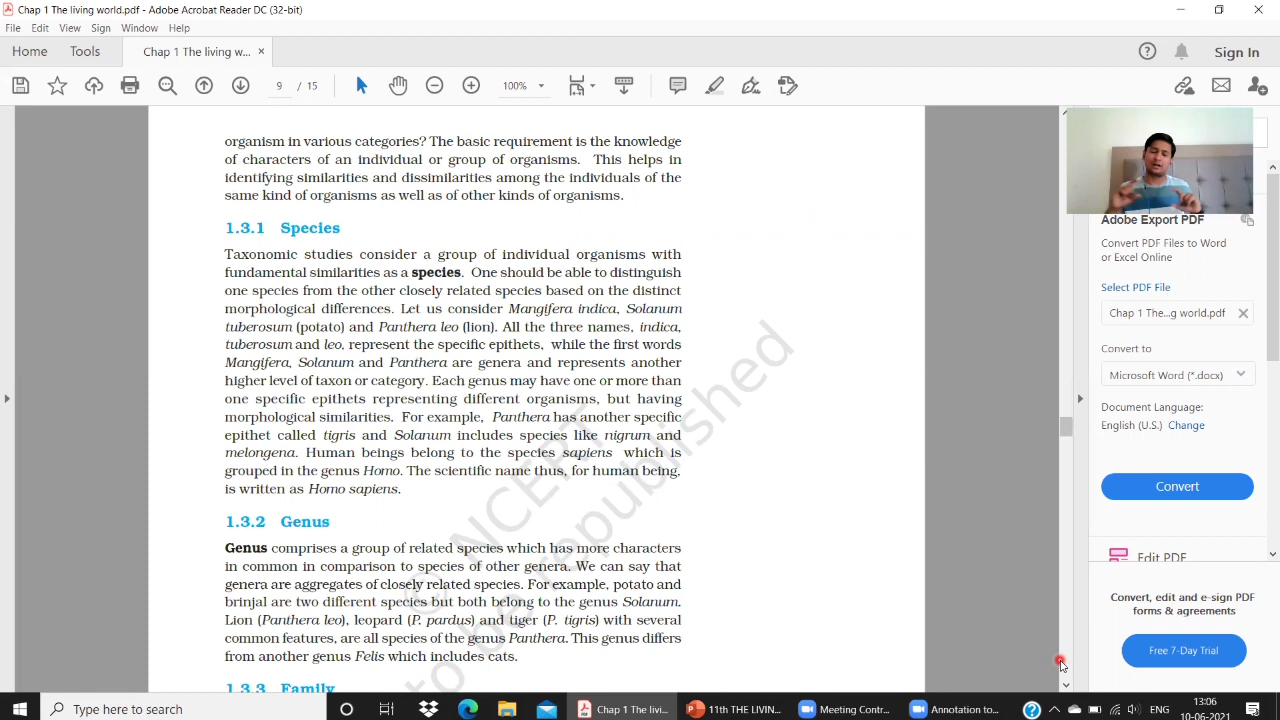 Chap 1 The living world.pdf - Adobe Acrobat Reader DC (32-bit)
File Edit View Sign Window Help
Home Tools Chap 1 The living w... × Sign In
9 / 15 100%
organism in various categories? The basic requirement is the knowledge
of characters of an individual or group of organisms. This helps in
identifying similarities and dissimilarities among the individuals of the
same kind of organisms as well as of other kinds of organisms.
1.3.1 Species
Taxonomic studies consider a group of individual organisms with
fundamental similarities as a species. One should be able to distinguish
one species from the other closely related species based on the distinct
morphological differences. Let us consider Mangifera indica, Solanum
tuberosum (potato) and Panthera leo (lion). All the three names, indica,
tuberosum and leo, represent the specific epithets, while the first words
Mangifera, Solanum and Panthera are genera and represents another
higher level of taxon or category. Each genus may have one or more than
one specific epithets representing different organisms, but having
morphological similarities. For example, Panthera has another specific
epithet called tigris and Solanum includes species like nigrum and
melongena. Human beings belong to the species sapiens which is
grouped in the genus Homo. The scientific name thus, for human being,
is written as Homo sapiens.
1.3.2 Genus
Genus comprises a group of related species which has more characters
in common in comparison to species of other genera. We can say that
genera are aggregates of closely related species. For example, potato and
brinjal are two different species but both belong to the genus Solanum.
Lion (Panthera leo), leopard (P. pardus) and tiger (P. tigris) with several
common features, are all species of the genus Panthera. This genus differs
from another genus Felis which includes cats.
1.3.3 Family
© NCERT
to be republished
Adobe Export PDF
Convert PDF Files to Word
or Excel Online
Select PDF File
Chap 1 The...g world.pdf
Convert to
Microsoft Word (*.docx)
Document Language:
English (U.S.) Change
Convert
Edit PDF
Convert, edit and e-sign PDF
forms & agreements
Free 7-Day Trial
Type here to search
Chap 1 The livi...
11th THE LIVIN...
Meeting Contr...
Annotation to...
ENG
13:06
10-06-2021